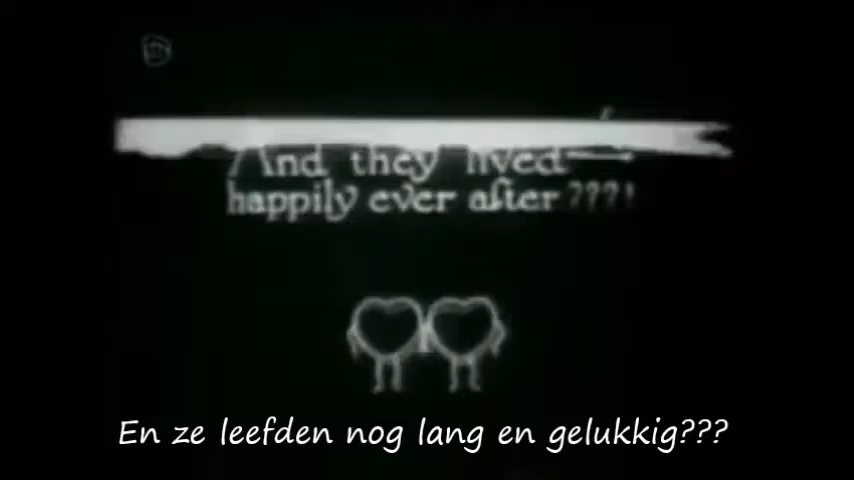 And they lived
happily ever after???!
En ze leefden nog lang en gelukkig???